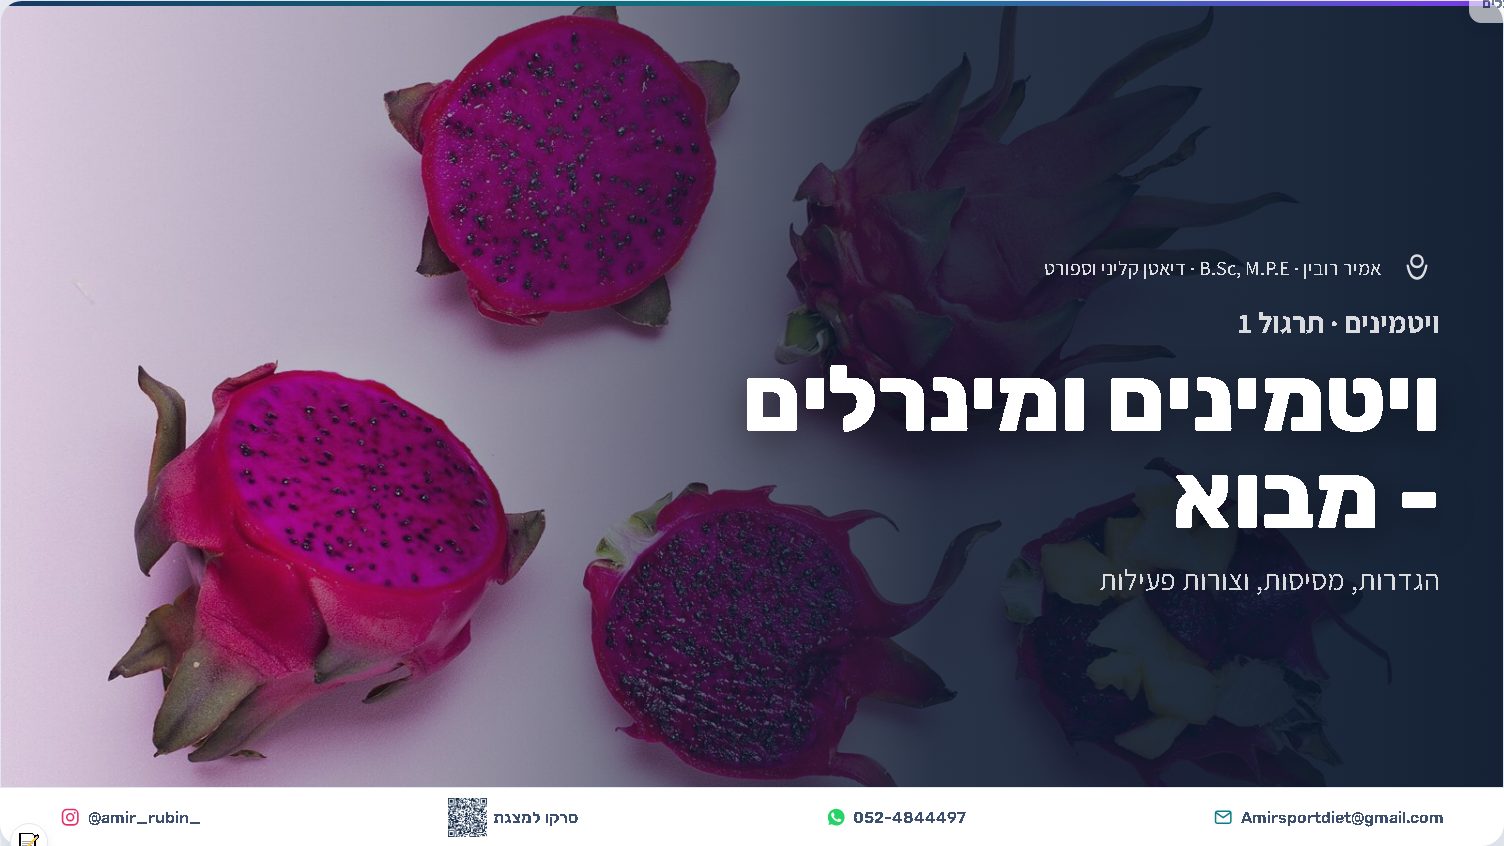 אמיר רובין · B.Sc, M.P.E · דיאטן קליני וספורט
ויטמינים · תרגול 1
ויטמינים ומינרלים
- מבוא
הגדרות, מסיסות, וצורות פעילות
Amirsportdiet@gmail.com
052-4844497
סרקו למצגת
@amir_rubin_